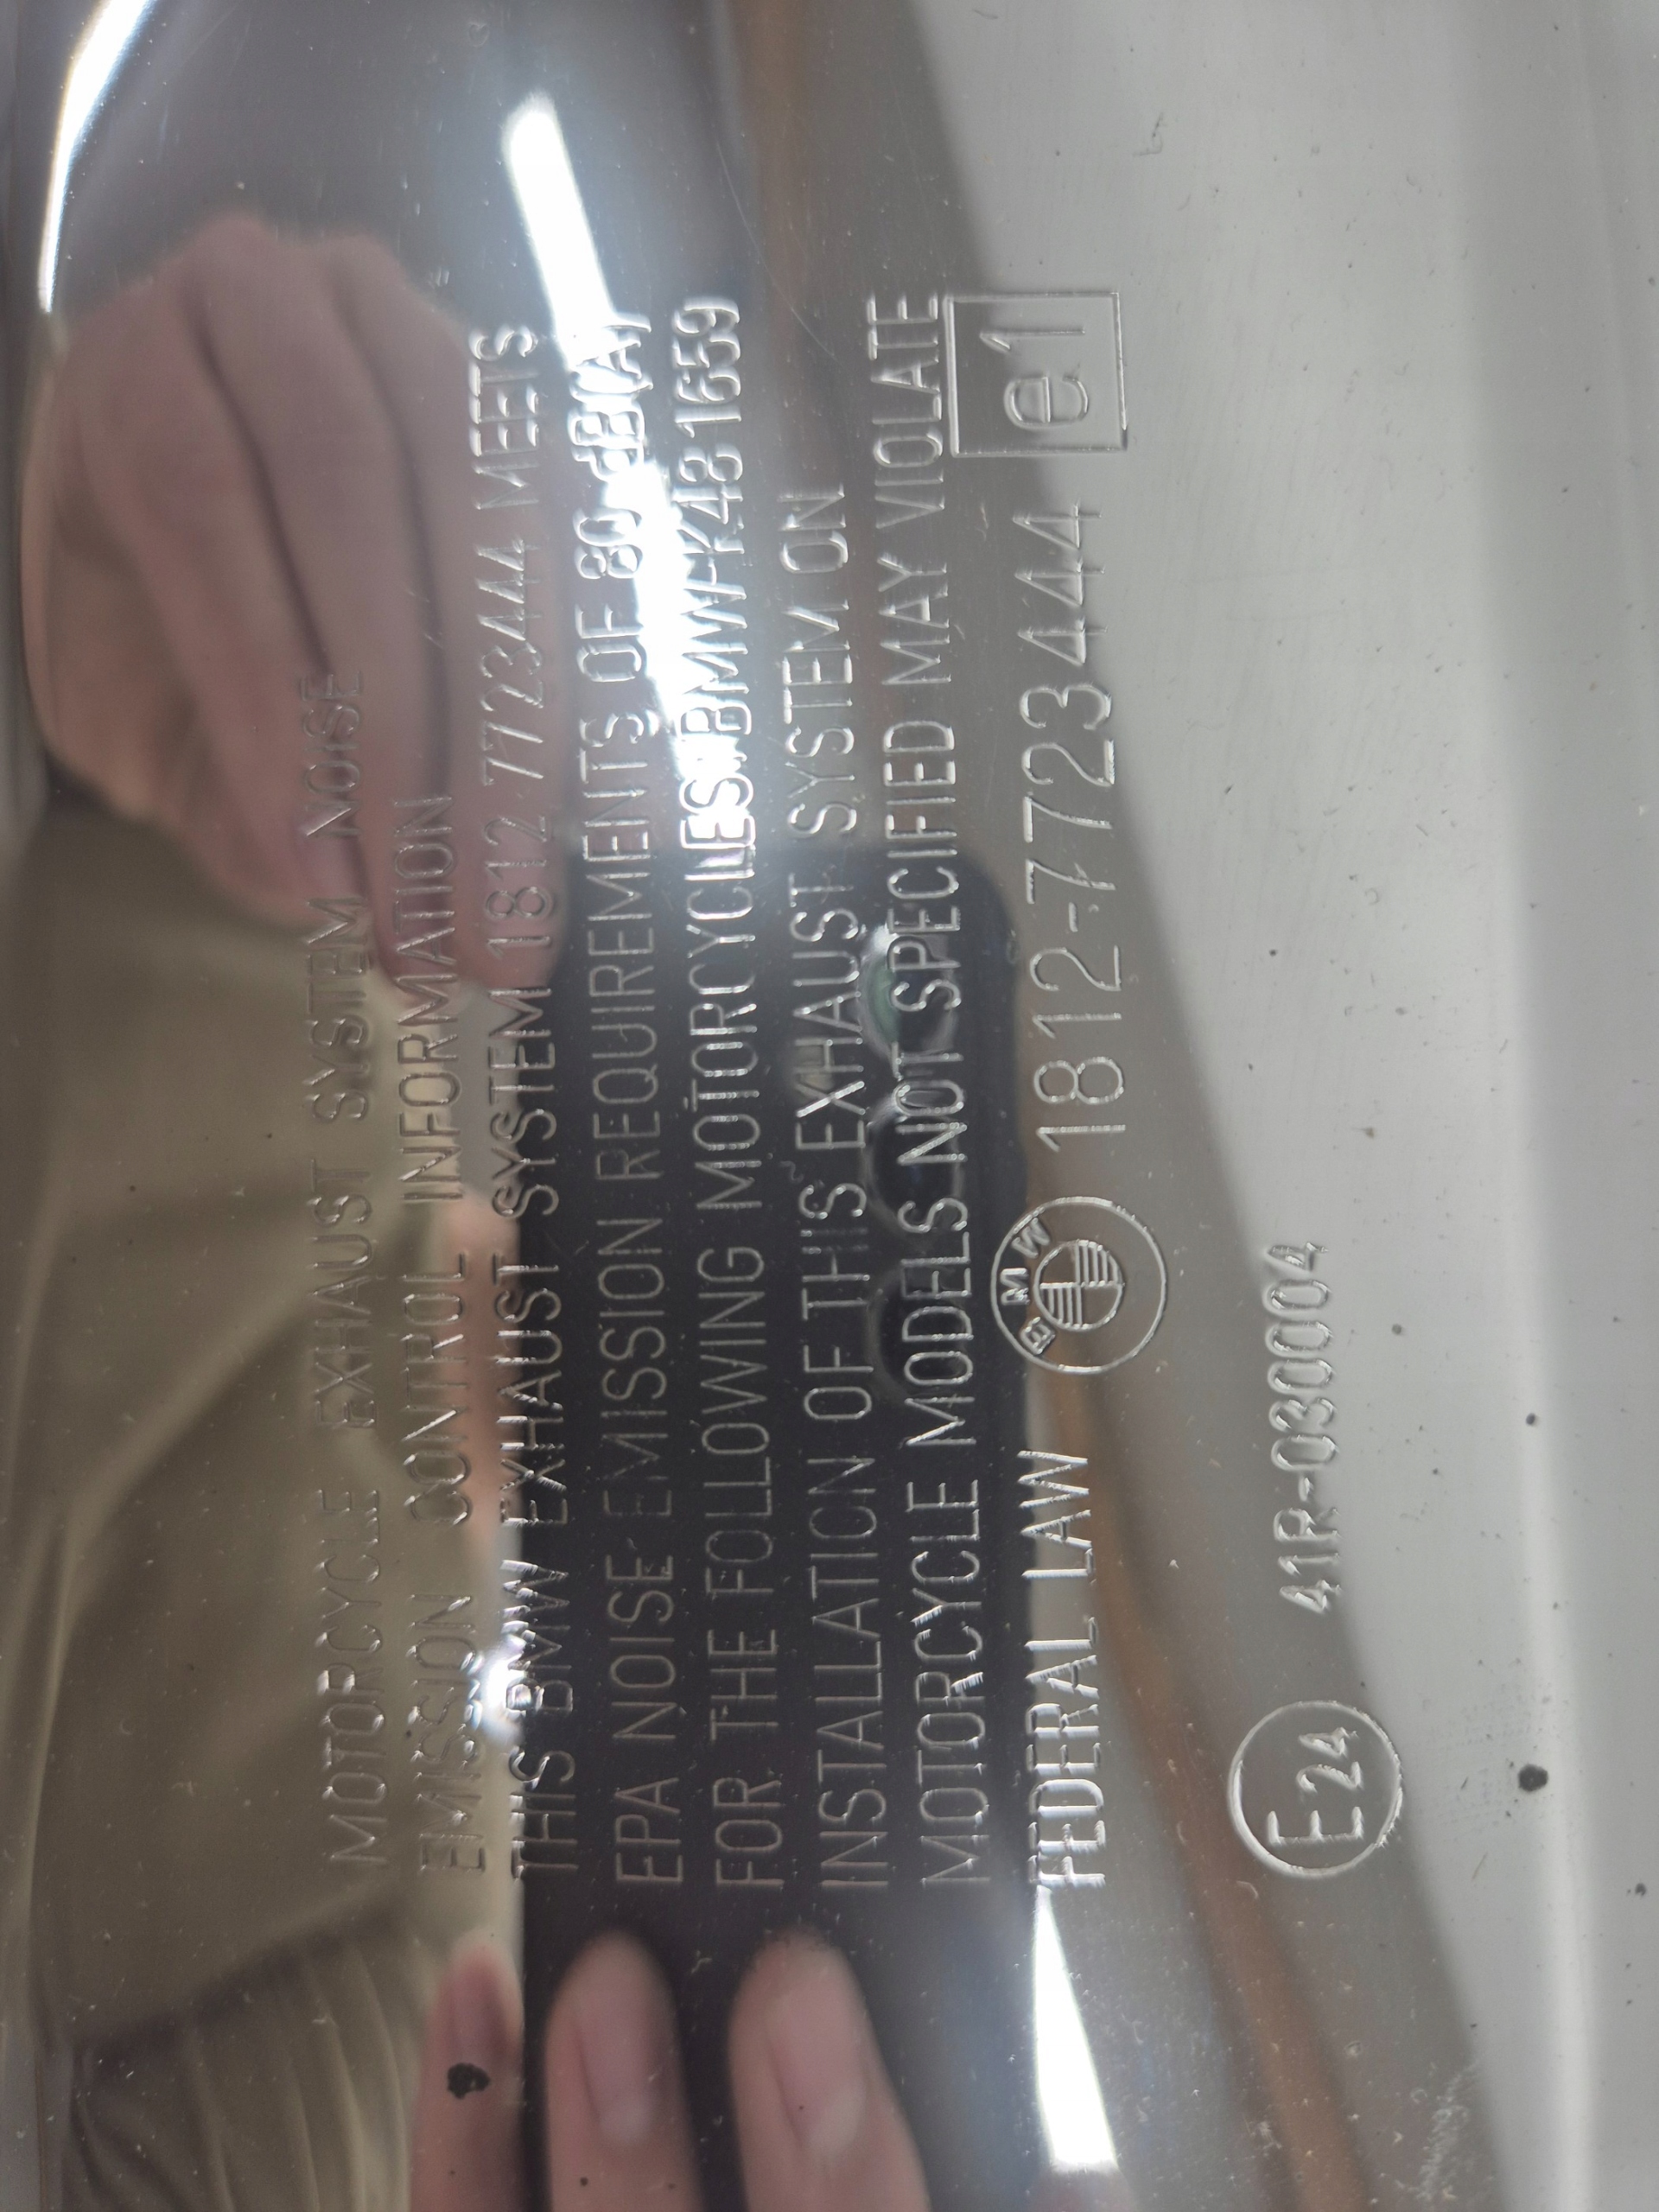 MOTORCYCLE EXHAUST SYSTEM NOISE
EMISSION CONTROL INFORMATION
THIS BMW EXHAUST SYSTEM 1812 7723444 MEETS
EPA NOISE EMISSION REQUIREMENTS OF 80 dB(A)
FOR THE FOLLOWING MOTORCYCLES: BMWK48 1659
INSTALLATION OF THIS EXHAUST SYSTEM ON
MOTORCYCLE MODELS NOT SPECIFIED MAY VIOLATE
FEDERAL LAW BMW 1812-7723444 e1
E24 41R-030004